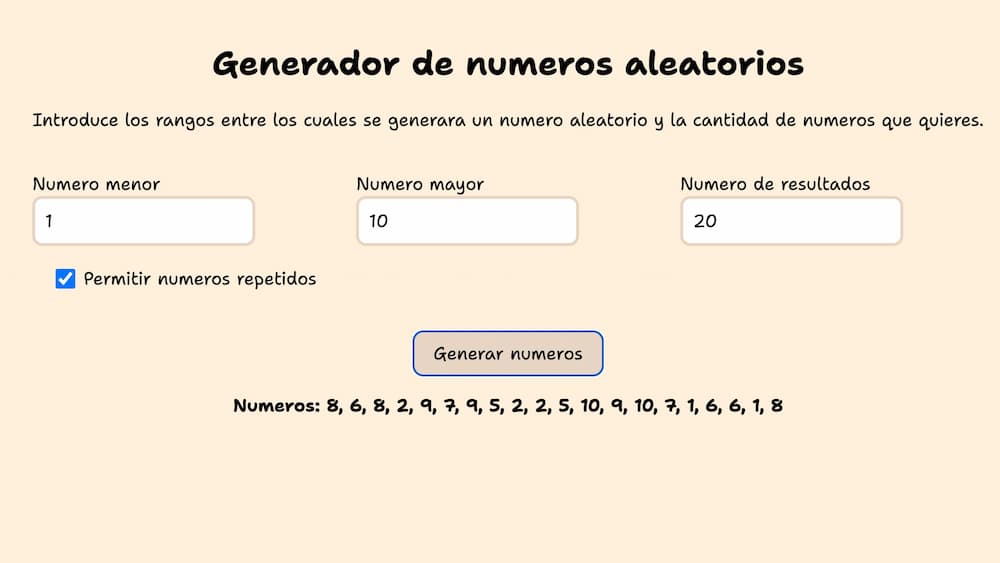 Generador de numeros aleatorios
Introduce los rangos entre los cuales se generara un numero aleatorio y la cantidad de numeros que quieres.
Numero menor
Numero mayor
Numero de resultados
1
10
20
Permitir numeros repetidos
Generar numeros
Numeros: 8, 6, 8, 2, 9, 7, 9, 5, 2, 2, 5, 10, 9, 10, 7, 1, 6, 6, 1, 8